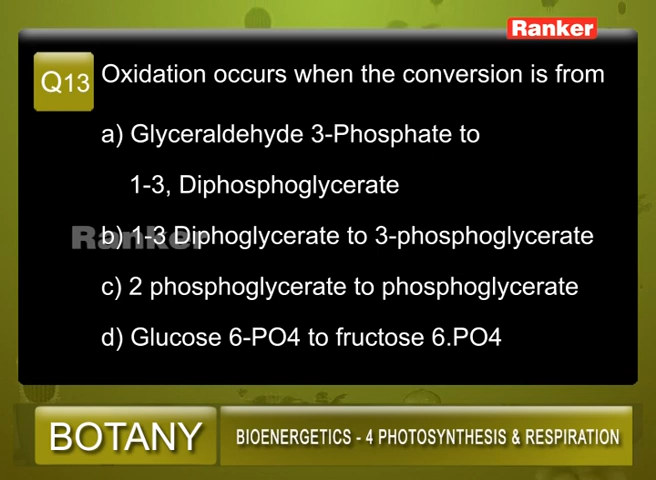 Ranker
Q13 Oxidation occurs when the conversion is from
a) Glyceraldehyde 3-Phosphate to
1-3, Diphosphoglycerate
Ranker
b) 1-3 Diphoglycerate to 3-phosphoglycerate
c) 2 phosphoglycerate to phosphoglycerate
d) Glucose 6-PO4 to fructose 6.PO4
BOTANY
BIOENERGETICS - 4 PHOTOSYNTHESIS & RESPIRATION